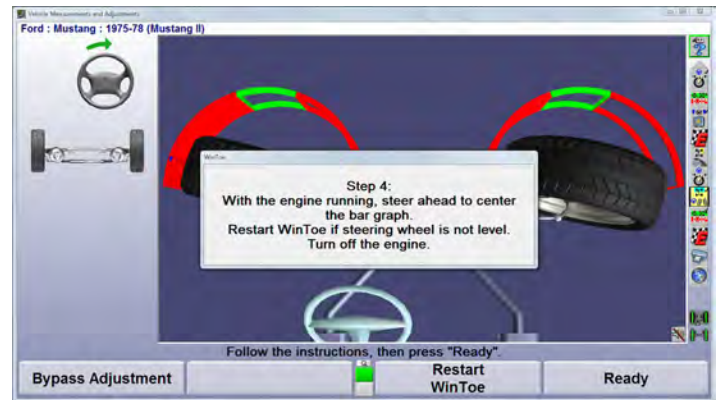 Vehicle Measurements and Adjustments
Ford : Mustang : 1975-78 (Mustang II)
WinToe
Step 4:
With the engine running, steer ahead to center
the bar graph.
Restart WinToe if steering wheel is not level.
Turn off the engine.
Follow the instructions, then press "Ready".
Bypass Adjustment
Restart
WinToe
Ready